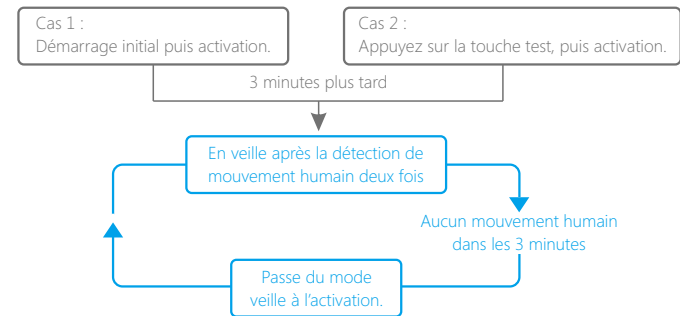 Cas 1 :
Démarrage initial puis activation.
Cas 2 :
Appuyez sur la touche test, puis activation.
3 minutes plus tard
En veille après la détection de
mouvement humain deux fois
Aucun mouvement humain
dans les 3 minutes
Passe du mode
veille à l'activation.